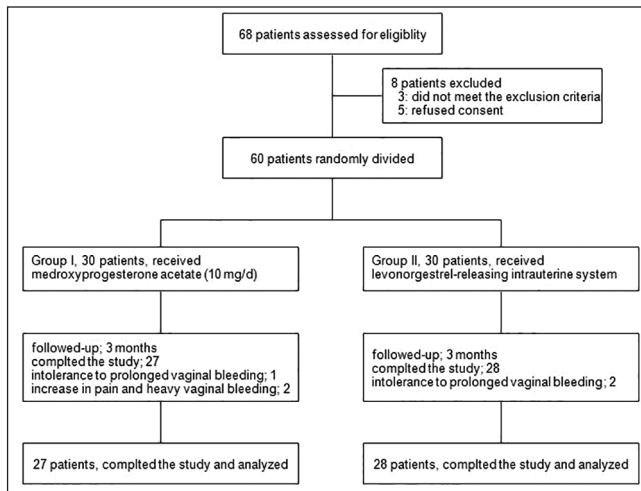 68 patients assessed for eligiblity
8 patients excluded
3: did not meet the exclusion criteria
5: refused consent
60 patients randomly divided
Group I, 30 patients, received
medroxyprogesterone acetate (10 mg/d)
Group II, 30 patients, received
levonorgestrel-releasing intrauterine system
followed-up; 3 months
complted the study; 27
intolerance to prolonged vaginal bleeding; 1
increase in pain and heavy vaginal bleeding; 2
followed-up; 3 months
complted the study; 28
intolerance to prolonged vaginal bleeding; 2
27 patients, complted the study and analyzed
28 patients, complted the study and analyzed